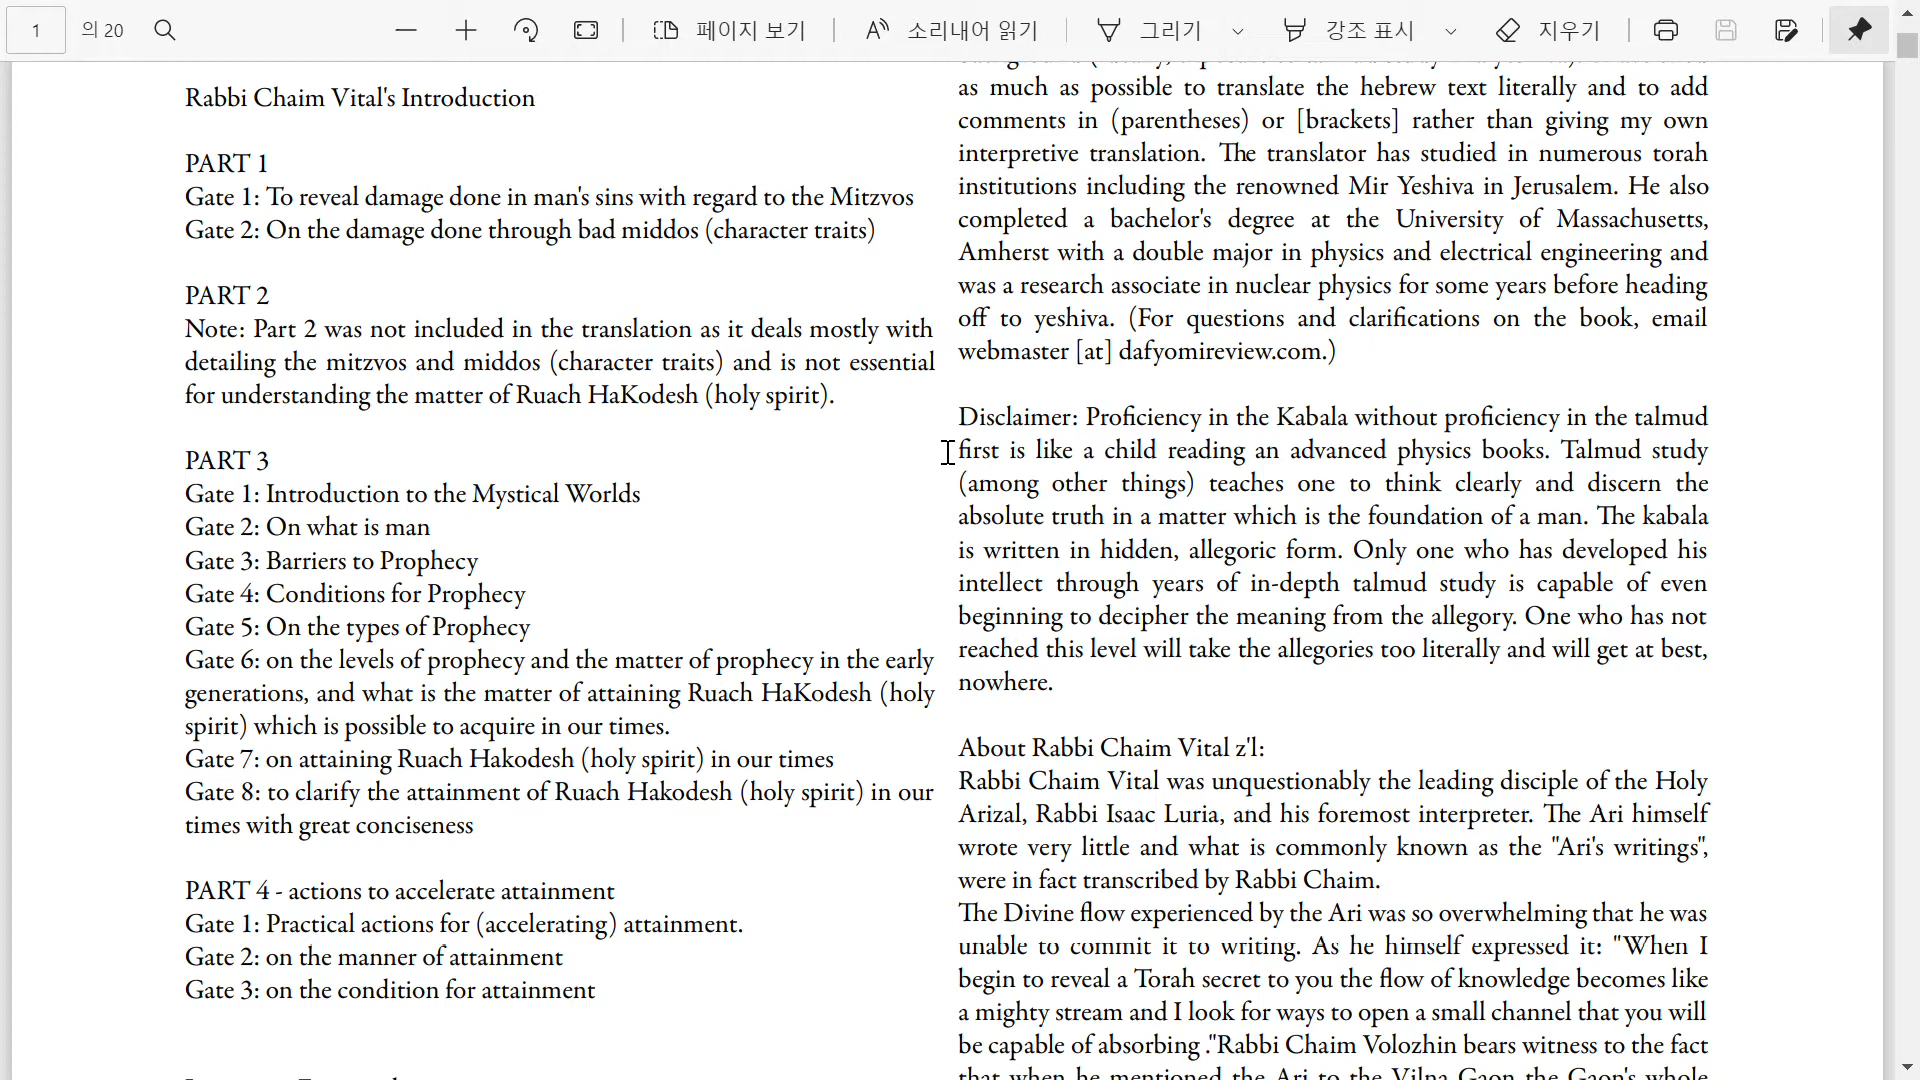 1
의 20
페이지 보기
소리내어 읽기
그리기
강조 표시
지우기
Rabbi Chaim Vital's Introduction
PART 1
Gate 1: To reveal damage done in man's sins with regard to the Mitzvos
Gate 2: On the damage done through bad middos (character traits)
PART 2
Note: Part 2 was not included in the translation as it deals mostly with
detailing the mitzvos and middos (character traits) and is not essential
for understanding the matter of Ruach HaKodesh (holy spirit).
PART 3
Gate 1: Introduction to the Mystical Worlds
Gate 2: On what is man
Gate 3: Barriers to Prophecy
Gate 4: Conditions for Prophecy
Gate 5: On the types of Prophecy
Gate 6: on the levels of prophecy and the matter of prophecy in the early
generations, and what is the matter of attaining Ruach HaKodesh (holy
spirit) which is possible to acquire in our times.
Gate 7: on attaining Ruach Hakodesh (holy spirit) in our times
Gate 8: to clarify the attainment of Ruach Hakodesh (holy spirit) in our
times with great conciseness
PART 4 - actions to accelerate attainment
Gate 1: Practical actions for (accelerating) attainment.
Gate 2: on the manner of attainment
Gate 3: on the condition for attainment
as much as possible to translate the hebrew text literally and to add
comments in (parentheses) or [brackets] rather than giving my own
interpretive translation. The translator has studied in numerous torah
institutions including the renowned Mir Yeshiva in Jerusalem. He also
completed a bachelor's degree at the University of Massachusetts,
Amherst with a double major in physics and electrical engineering and
was a research associate in nuclear physics for some years before heading
off to yeshiva. (For questions and clarifications on the book, email
webmaster [at] dafyomireview.com.)
Disclaimer: Proficiency in the Kabala without proficiency in the talmud
first is like a child reading an advanced physics books. Talmud study
(among other things) teaches one to think clearly and discern the
absolute truth in a matter which is the foundation of a man. The kabala
is written in hidden, allegoric form. Only one who has developed his
intellect through years of in-depth talmud study is capable of even
beginning to decipher the meaning from the allegory. One who has not
reached this level will take the allegories too literally and will get at best,
nowhere.
About Rabbi Chaim Vital z'l:
Rabbi Chaim Vital was unquestionably the leading disciple of the Holy
Arizal, Rabbi Isaac Luria, and his foremost interpreter. The Ari himself
wrote very little and what is commonly known as the "Ari's writings",
were in fact transcribed by Rabbi Chaim.
The Divine flow experienced by the Ari was so overwhelming that he was
unable to commit it to writing. As he himself expressed it: "When I
begin to reveal a Torah secret to you the flow of knowledge becomes like
a mighty stream and I look for ways to open a small channel that you will
be capable of absorbing ."Rabbi Chaim Volozhin bears witness to the fact
that when he mentioned the Ari to the Vilna Gaon the Gaon's whole